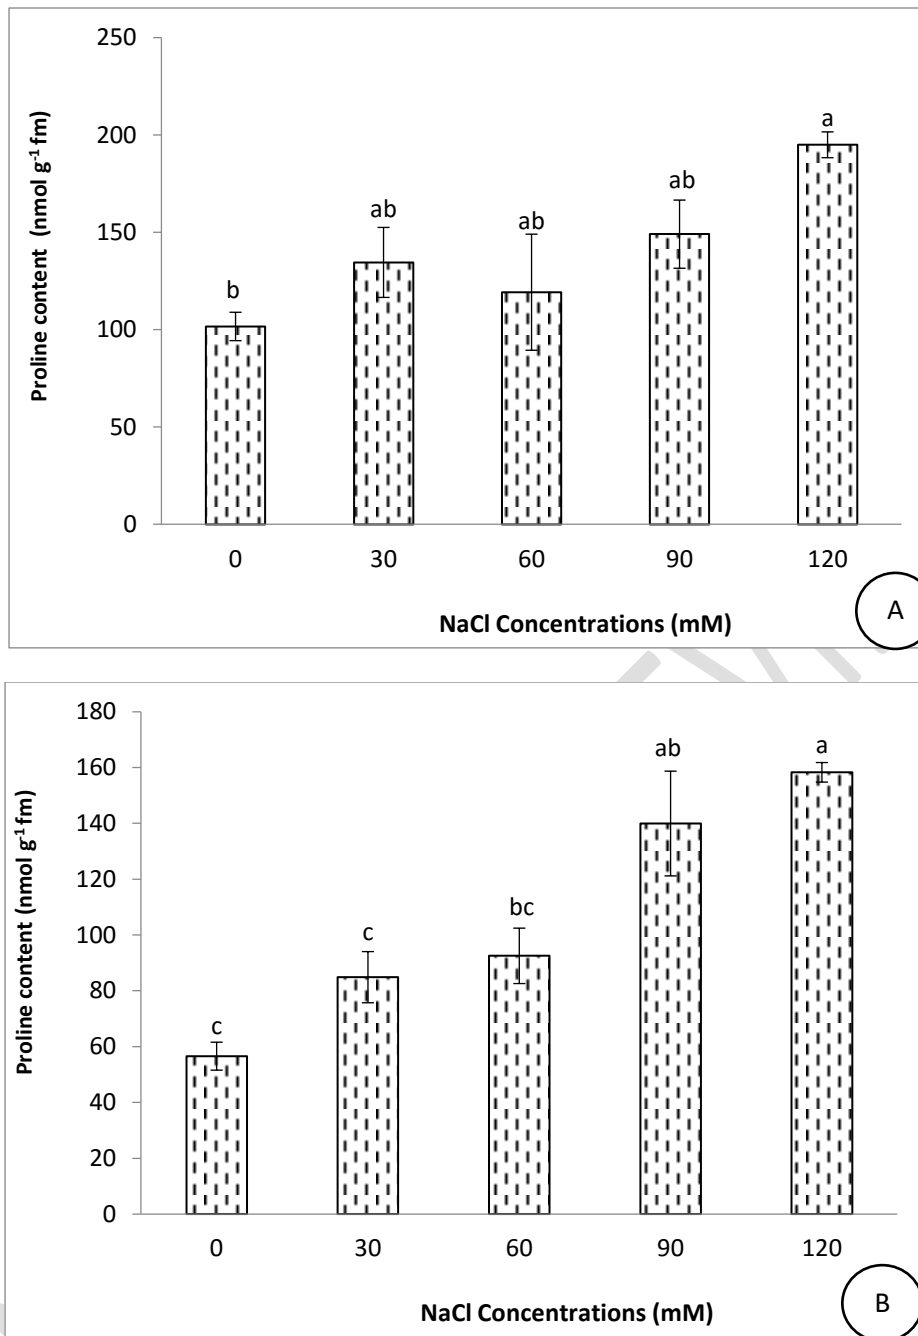 250
200
150
100
50
0
Proline content (nmol g⁻¹ fm)
b
ab
ab
ab
a
0 30 60 90 120
NaCl Concentrations (mM)
A
180
160
140
120
100
80
60
40
20
0
Proline content (nmol g⁻¹ fm)
c
c
bc
ab
a
0 30 60 90 120
NaCl Concentrations (mM)
B